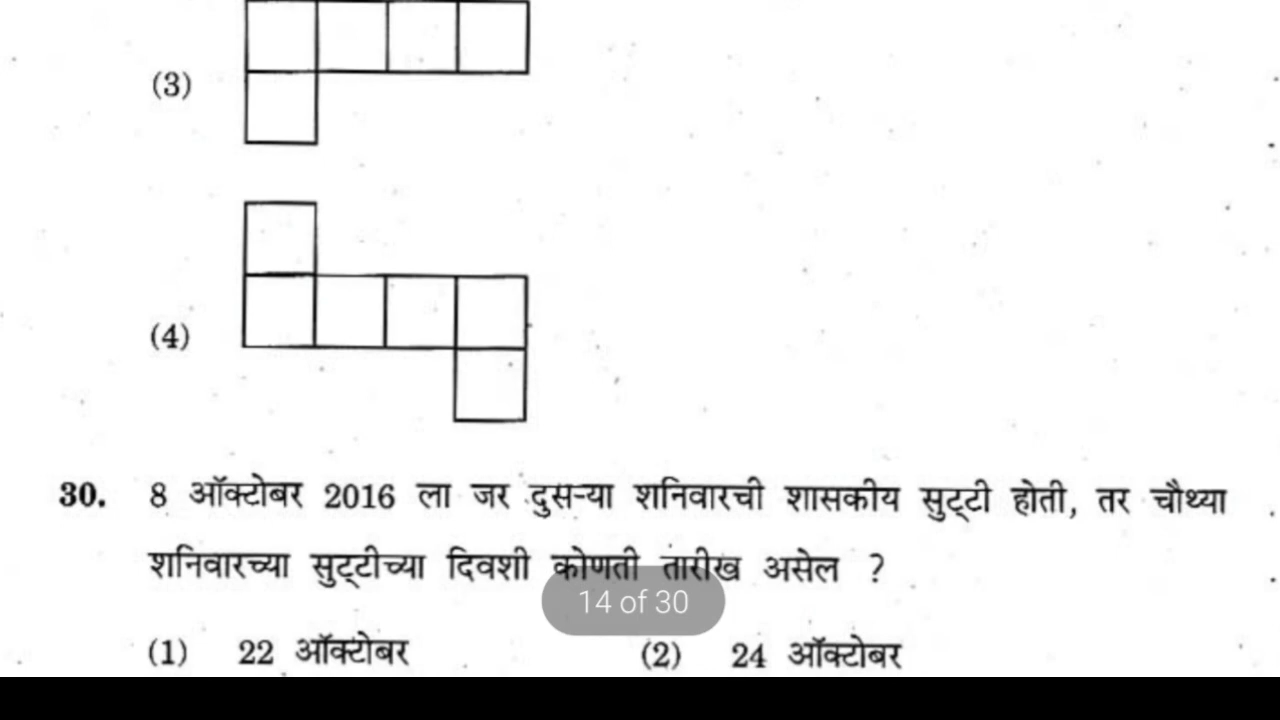 (3)
(4)
30. 8 ऑक्टोबर 2016 ला जर दुसऱ्या शनिवारची शासकीय सुट्टी होती, तर चौथ्या
शनिवारच्या सुट्टीच्या दिवशी कोणती तारीख असेल ?
14 of 30
(1) 22 ऑक्टोबर (2) 24 ऑक्टोबर